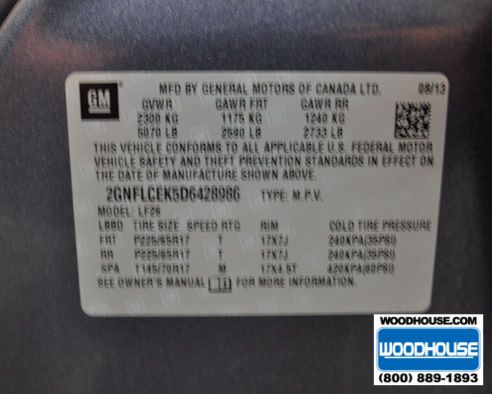 GM
MFD BY GENERAL MOTORS OF CANADA LTD. 08/13
GVWR GAWR FRT GAWR RR
2300 KG 1175 KG 1240 KG
5070 LB 2590 LB 2733 LB
THIS VEHICLE CONFORMS TO ALL APPLICABLE U.S. FEDERAL MOTOR
VEHICLE SAFETY AND THEFT PREVENTION STANDARDS IN EFFECT ON
THE DATE OF MANUFACTURE SHOWN ABOVE.
2GNFLCEK5D6428986 TYPE: M.P.V.
MODEL: LF26
TIRE SIZE SPEED RTG RIM COLD TIRE PRESSURE
FRT P225/65R17 T 17X7J 240KPA(35PSI)
RR P225/65R17 T 17X7J 240KPA(35PSI)
SPA T145/70R17 M 17X4.5T 420KPA(60PSI)
SEE OWNER'S MANUAL FOR MORE INFORMATION.
WOODHOUSE.COM
WOODHOUSE
(800) 889-1893